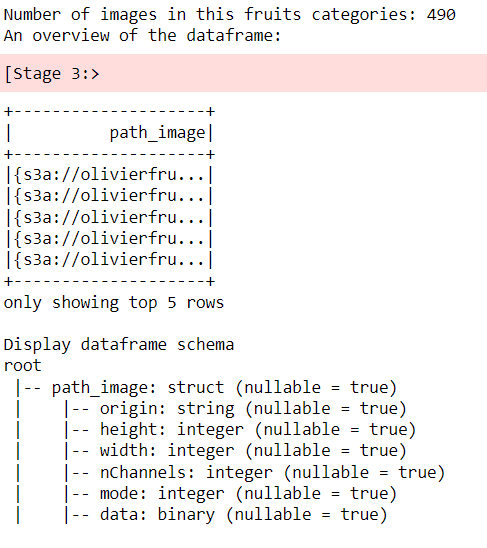 Number of images in this fruits categories: 490
An overview of the dataframe:
[Stage 3:>
+--------------------+
|          path_image|
+--------------------+
|{s3a://olivierfru...|
|{s3a://olivierfru...|
|{s3a://olivierfru...|
|{s3a://olivierfru...|
|{s3a://olivierfru...|
+--------------------+
only showing top 5 rows
Display dataframe schema
root
 |-- path_image: struct (nullable = true)
 |    |-- origin: string (nullable = true)
 |    |-- height: integer (nullable = true)
 |    |-- width: integer (nullable = true)
 |    |-- nChannels: integer (nullable = true)
 |    |-- mode: integer (nullable = true)
 |    |-- data: binary (nullable = true)